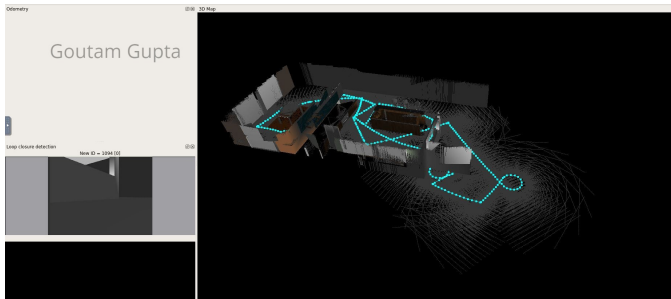 Odometry
3D Map
Goutam Gupta
Loop closure detection
New ID = 1094 [0]